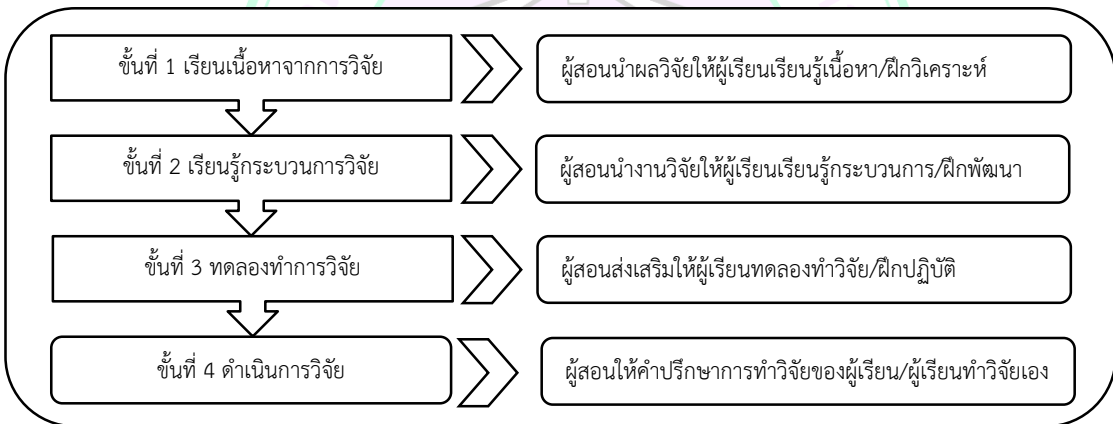 ขั้นที่ 1 เรียนเนื้อหาจากการวิจัย
ผู้สอนนำผลวิจัยให้ผู้เรียนเรียนรู้เนื้อหา/ฝึกวิเคราะห์
ขั้นที่ 2 เรียนรู้กระบวนการวิจัย
ผู้สอนนำงานวิจัยให้ผู้เรียนเรียนรู้กระบวนการ/ฝึกพัฒนา
ขั้นที่ 3 ทดลองทำการวิจัย
ผู้สอนส่งเสริมให้ผู้เรียนทดลองทำวิจัย/ฝึกปฏิบัติ
ขั้นที่ 4 ดำเนินการวิจัย
ผู้สอนให้คำปรึกษาการทำวิจัยของผู้เรียน/ผู้เรียนทำวิจัยเอง